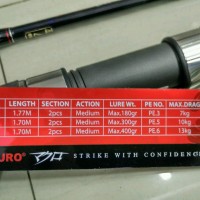 LENGTH SECTION ACTION LURE Wt. PE NO. MAX.DRAG
1.77M 2pcs Medium Max.180gr PE.3 7kg
1.70M 2pcs Medium Max.300gr PE.5 10kg
1.70M 2pcs Medium Max.400gr PE.6 13kg
URO STRIKE WITH CONFIDENC